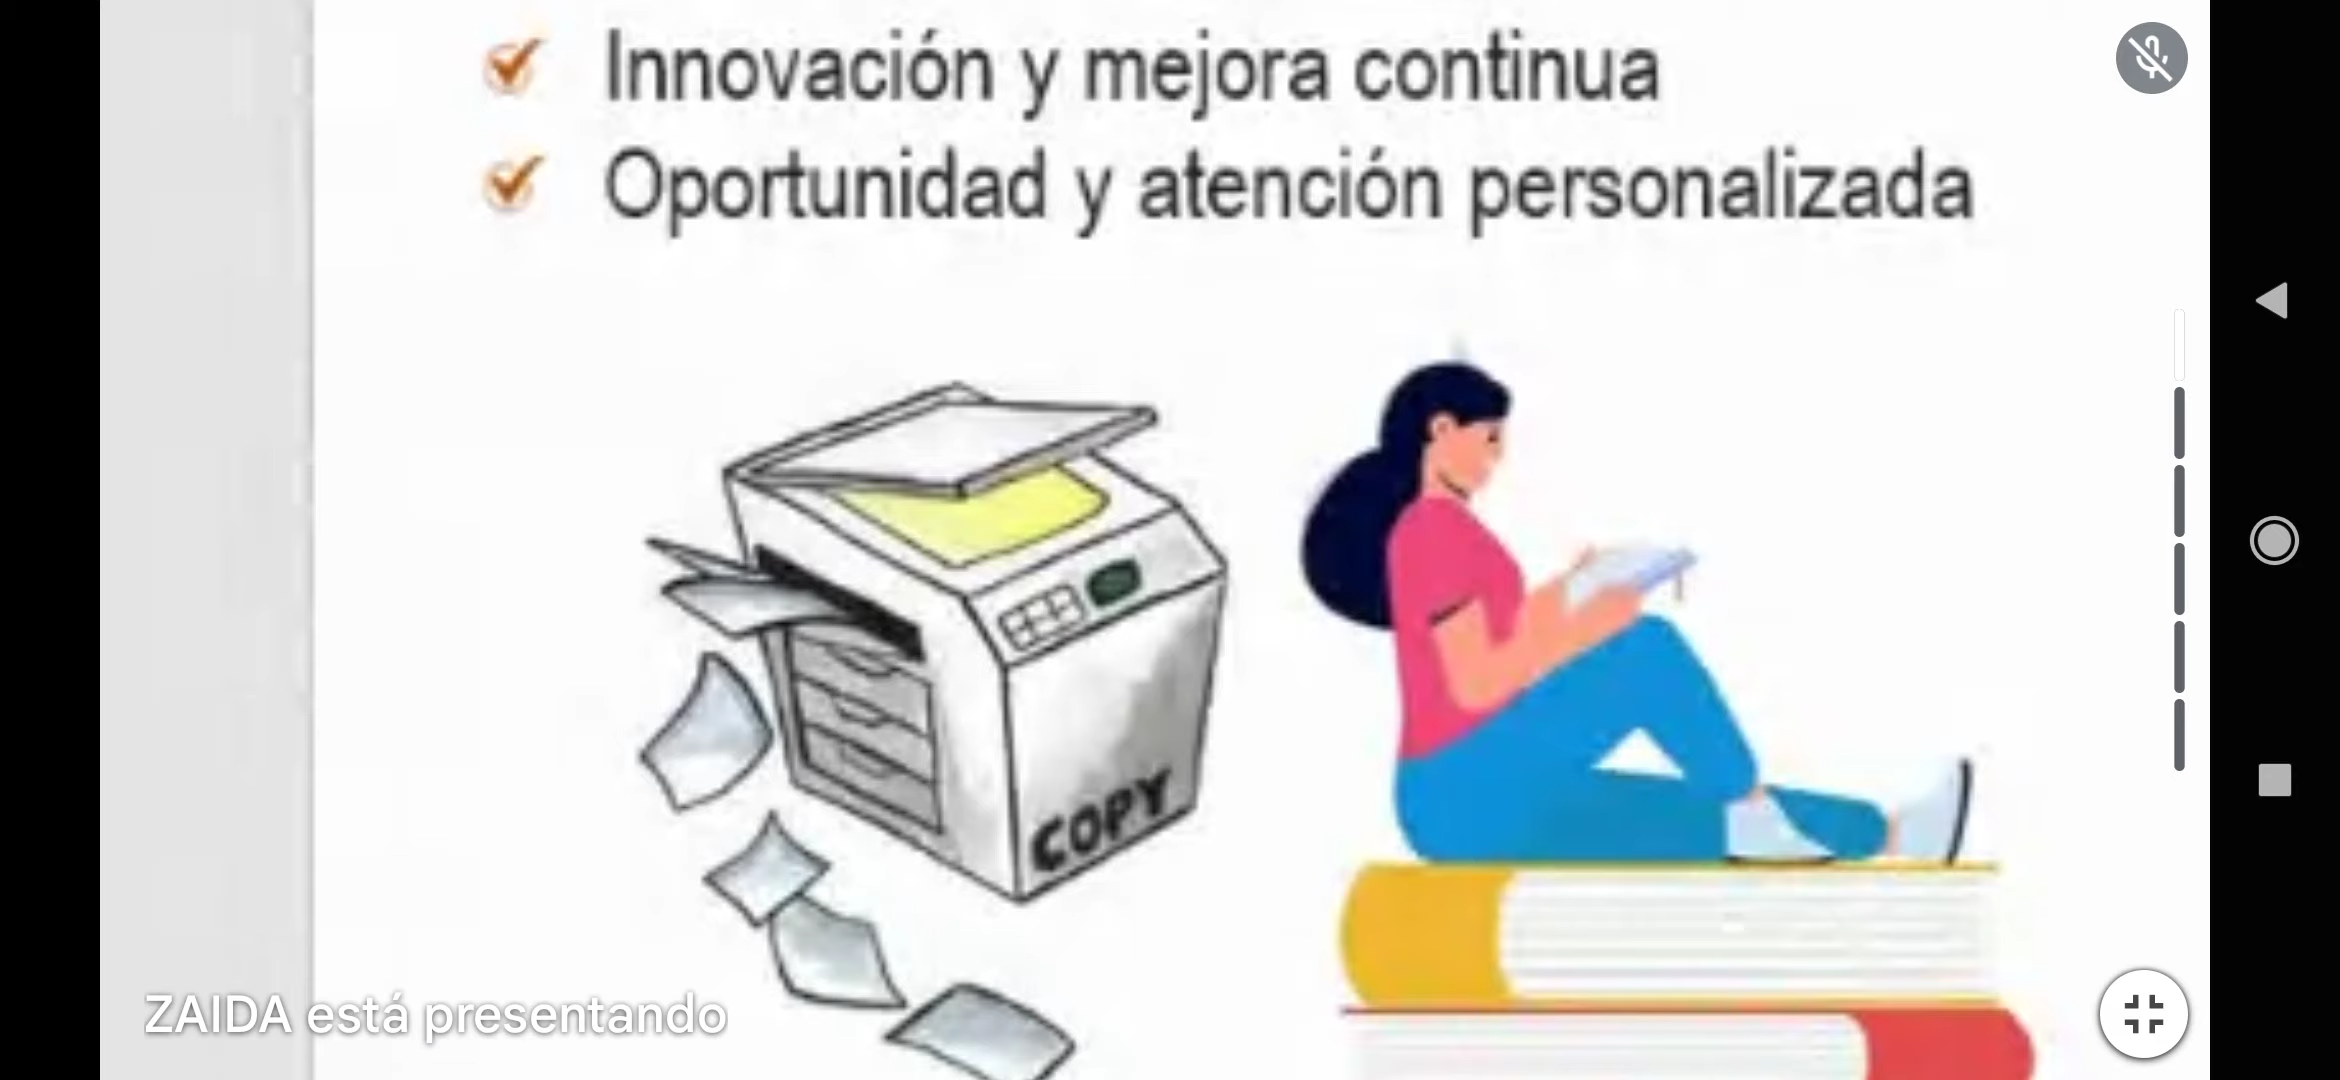 Innovación y mejora continua
Oportunidad y atención personalizada
COPY
ZAIDA está presentando